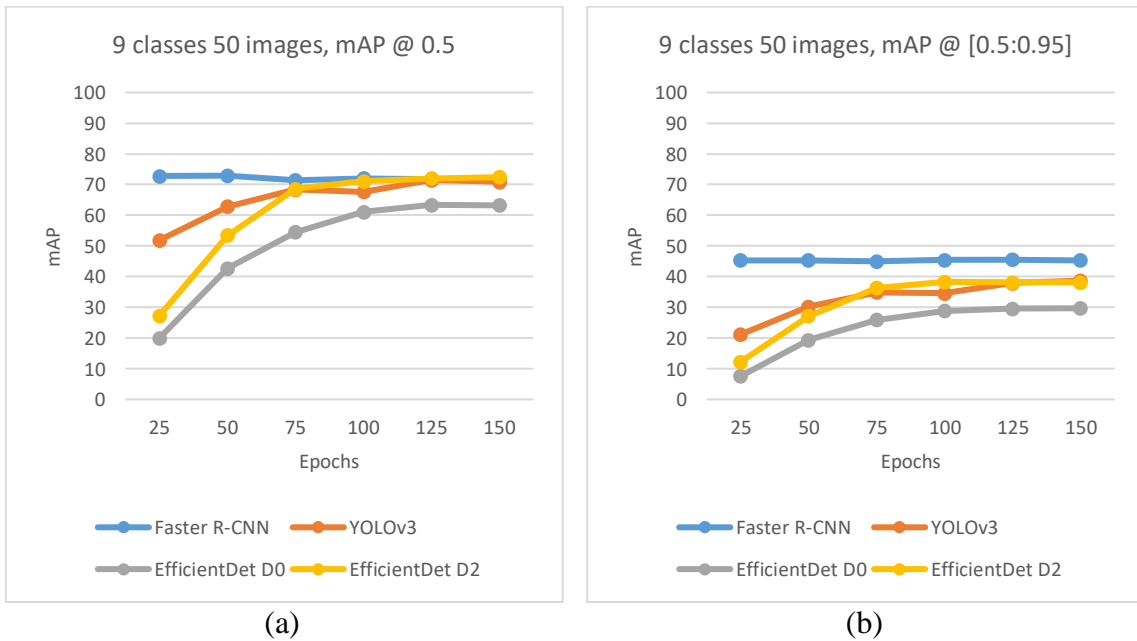 9 classes 50 images, mAP @ 0.5
100
90
80
70
60
50
40
30
20
10
0
mAP
25 50 75 100 125 150
Epochs
Faster R-CNN YOLOv3
EfficientDet D0 EfficientDet D2
(a)
9 classes 50 images, mAP @ [0.5:0.95]
100
90
80
70
60
50
40
30
20
10
0
mAP
25 50 75 100 125 150
Epochs
Faster R-CNN YOLOv3
EfficientDet D0 EfficientDet D2
(b)